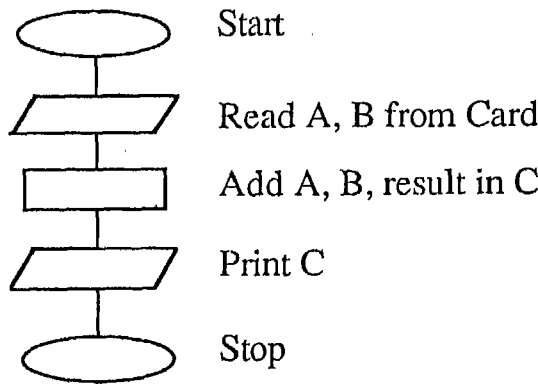 Start
Read A, B from Card
Add A, B, result in C
Print C
Stop